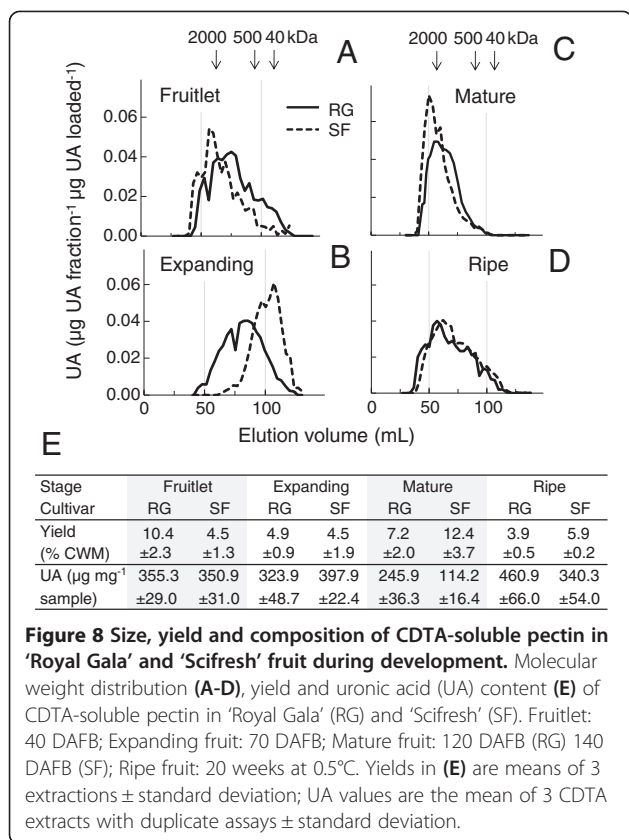 2000 500 40 kDa A
2000 500 40 kDa C
Fruitlet
RG
SF
Mature
0.06
0.04
0.02
0.00
Expanding B
Ripe D
0.06
0.04
0.02
0.00
0 50 100
0 50 100
UA (µg UA fraction⁻¹ µg UA loaded⁻¹)
Elution volume (mL)
E
Stage Fruitlet Expanding Mature Ripe
Cultivar RG SF RG SF RG SF RG SF
Yield 10.4 4.5 4.9 4.5 7.2 12.4 3.9 5.9
(% CWM) ±2.3 ±1.3 ±0.9 ±1.9 ±2.0 ±3.7 ±0.5 ±0.2
UA (µg mg⁻¹ 355.3 350.9 323.9 397.9 245.9 114.2 460.9 340.3
sample) ±29.0 ±31.0 ±48.7 ±22.4 ±36.3 ±16.4 ±66.0 ±54.0
Figure 8 Size, yield and composition of CDTA-soluble pectin in
‘Royal Gala’ and ‘Scifresh’ fruit during development. Molecular
weight distribution (A-D), yield and uronic acid (UA) content (E) of
CDTA-soluble pectin in ‘Royal Gala’ (RG) and ‘Scifresh’ (SF). Fruitlet:
40 DAFB; Expanding fruit: 70 DAFB; Mature fruit: 120 DAFB (RG) 140
DAFB (SF); Ripe fruit: 20 weeks at 0.5°C. Yields in (E) are means of 3
extractions ± standard deviation; UA values are the mean of 3 CDTA
extracts with duplicate assays ± standard deviation.